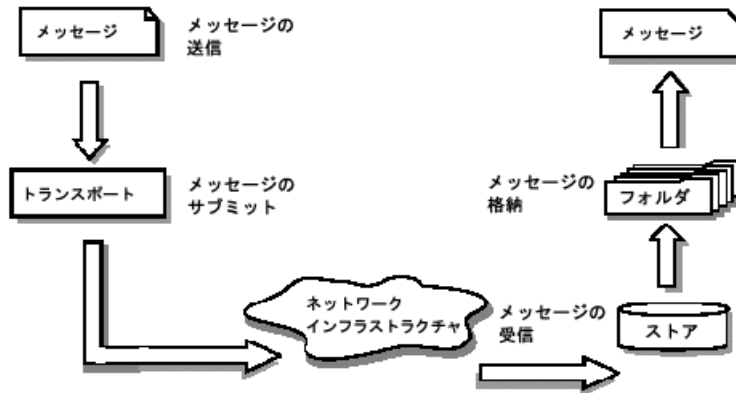 メッセージ
メッセージの
送信
メッセージ
トランスポート
メッセージの
サブミット
メッセージの
格納
フォルダ
ネットワーク
インフラストラクチャ
メッセージの
受信
ストア